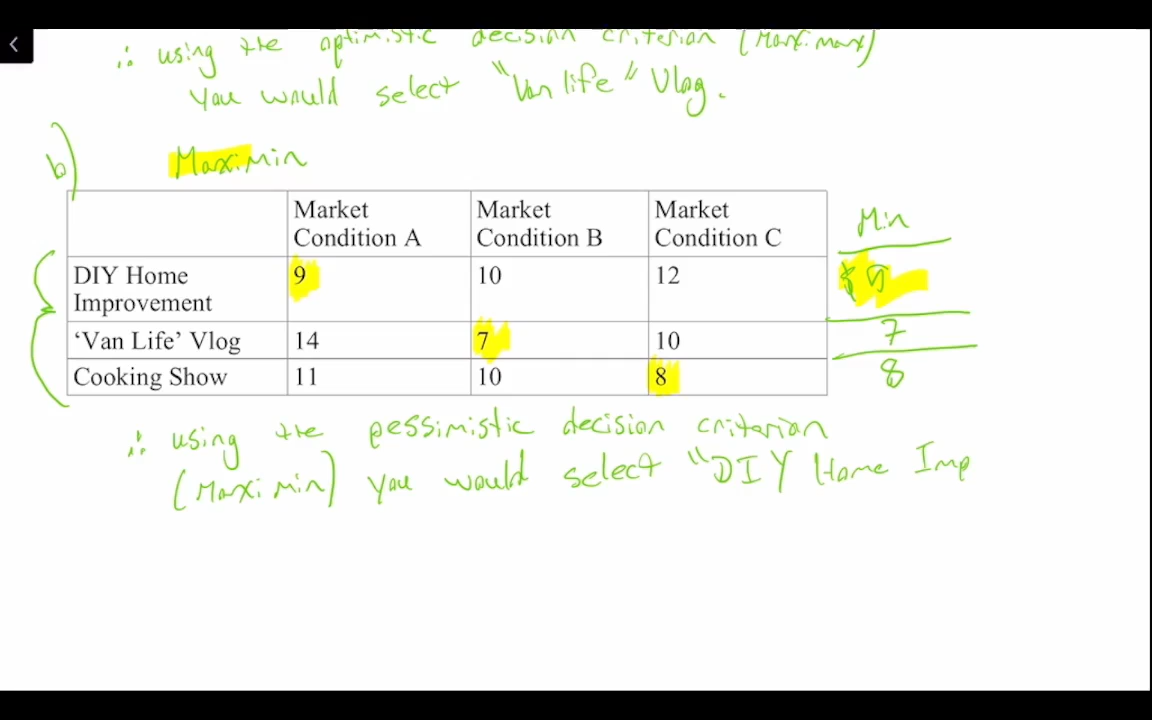 ∴ using the optimistic decision criterion (Maximax)
You would select "Van life" Vlog.
b) Maximin
Market Condition A Market Condition B Market Condition C Min
DIY Home Improvement 9 10 12 $9
‘Van Life’ Vlog 14 7 10 7
Cooking Show 11 10 8 8
∴ using the pessimistic decision criterion
(Maximin) you would select "DIY Home Imp